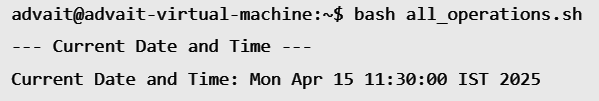 advait@advait-virtual-machine:~$ bash all_operations.sh
--- Current Date and Time ---
Current Date and Time: Mon Apr 15 11:30:00 IST 2025